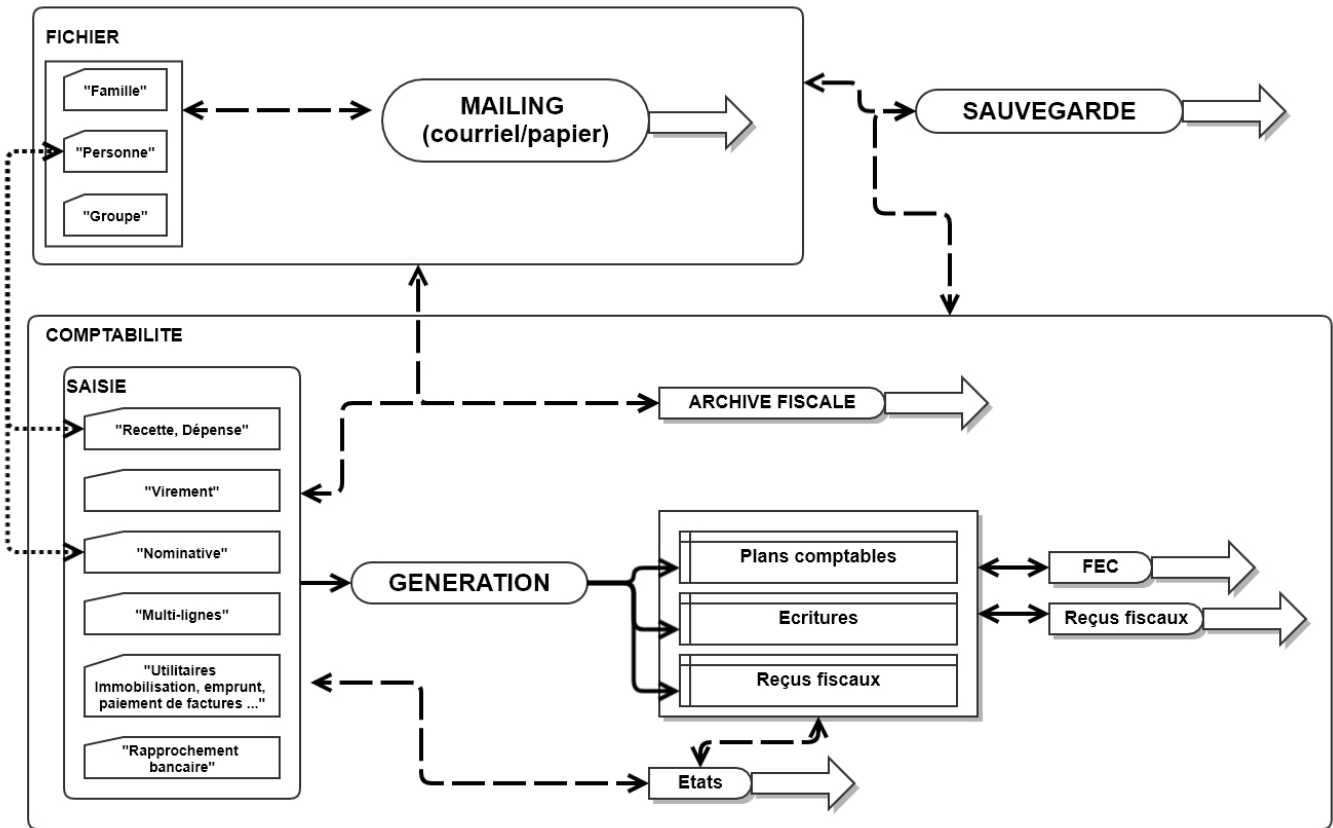 FICHIER
"Famille"
"Personne"
"Groupe"
MAILING
(courriel/papier)
SAUVEGARDE
COMPTABILITE
SAISIE
"Recette, Dépense"
"Virement"
"Nominative"
"Multi-lignes"
"Utilitaires
Immobilisation, emprunt,
paiement de factures ..."
"Rapprochement
bancaire"
ARCHIVE FISCALE
GENERATION
Plans comptables
Ecritures
Reçus fiscaux
FEC
Reçus fiscaux
Etats